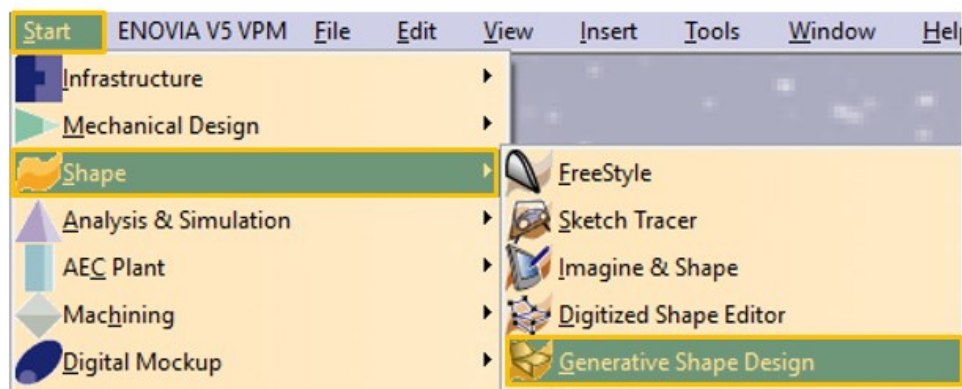 Start ENOVIA V5 VPM File Edit View Insert Tools Window Hel
Infrastructure
Mechanical Design
Shape
Analysis & Simulation
AEC Plant
Machining
Digital Mockup
FreeStyle
Sketch Tracer
Imagine & Shape
Digitized Shape Editor
Generative Shape Design